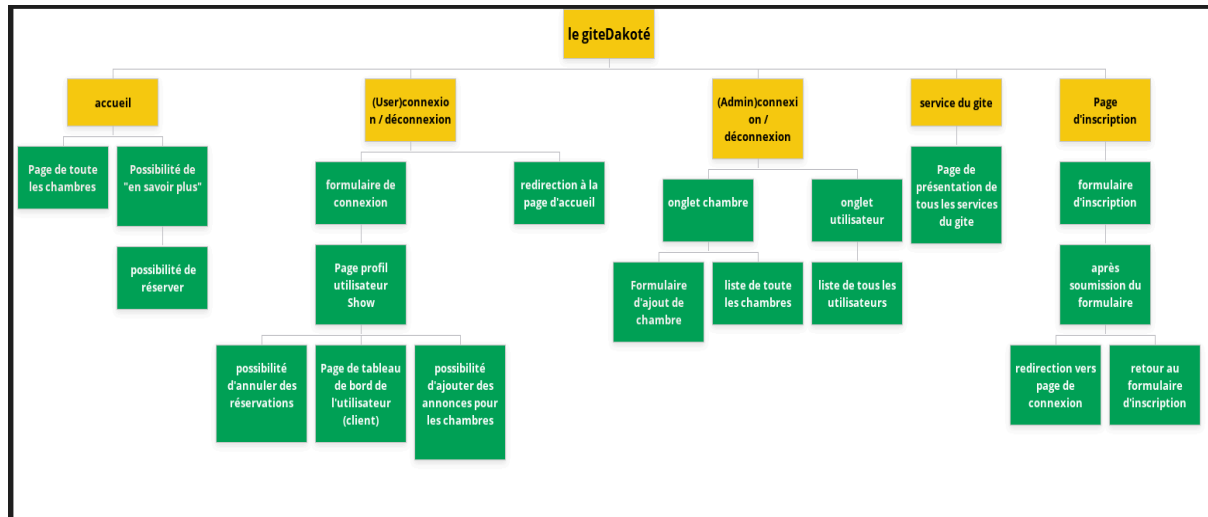 le giteDakoté
accueil
(User)connexio
n / déconnexion
(Admin)connexi
on /
déconnexion
service du gite
Page
d'inscription
Page de toute
les chambres
Possibilité de
"en savoir plus"
possibilité de
réserver
formulaire de
connexion
redirection à la
page d'accueil
Page profil
utilisateur
Show
possibilité
d'annuler des
réservations
Page de tableau
de bord de
l'utilisateur
(client)
possibilité
d'ajouter des
annonces pour
les chambres
onglet chambre
onglet
utilisateur
Formulaire
d'ajout de
chambre
liste de toute
les chambres
liste de tous les
utilisateurs
Page de
présentation de
tous les services
du gite
formulaire
d'inscription
après
soumission du
formulaire
redirection vers
page de
connexion
retour au
formulaire
d'inscription